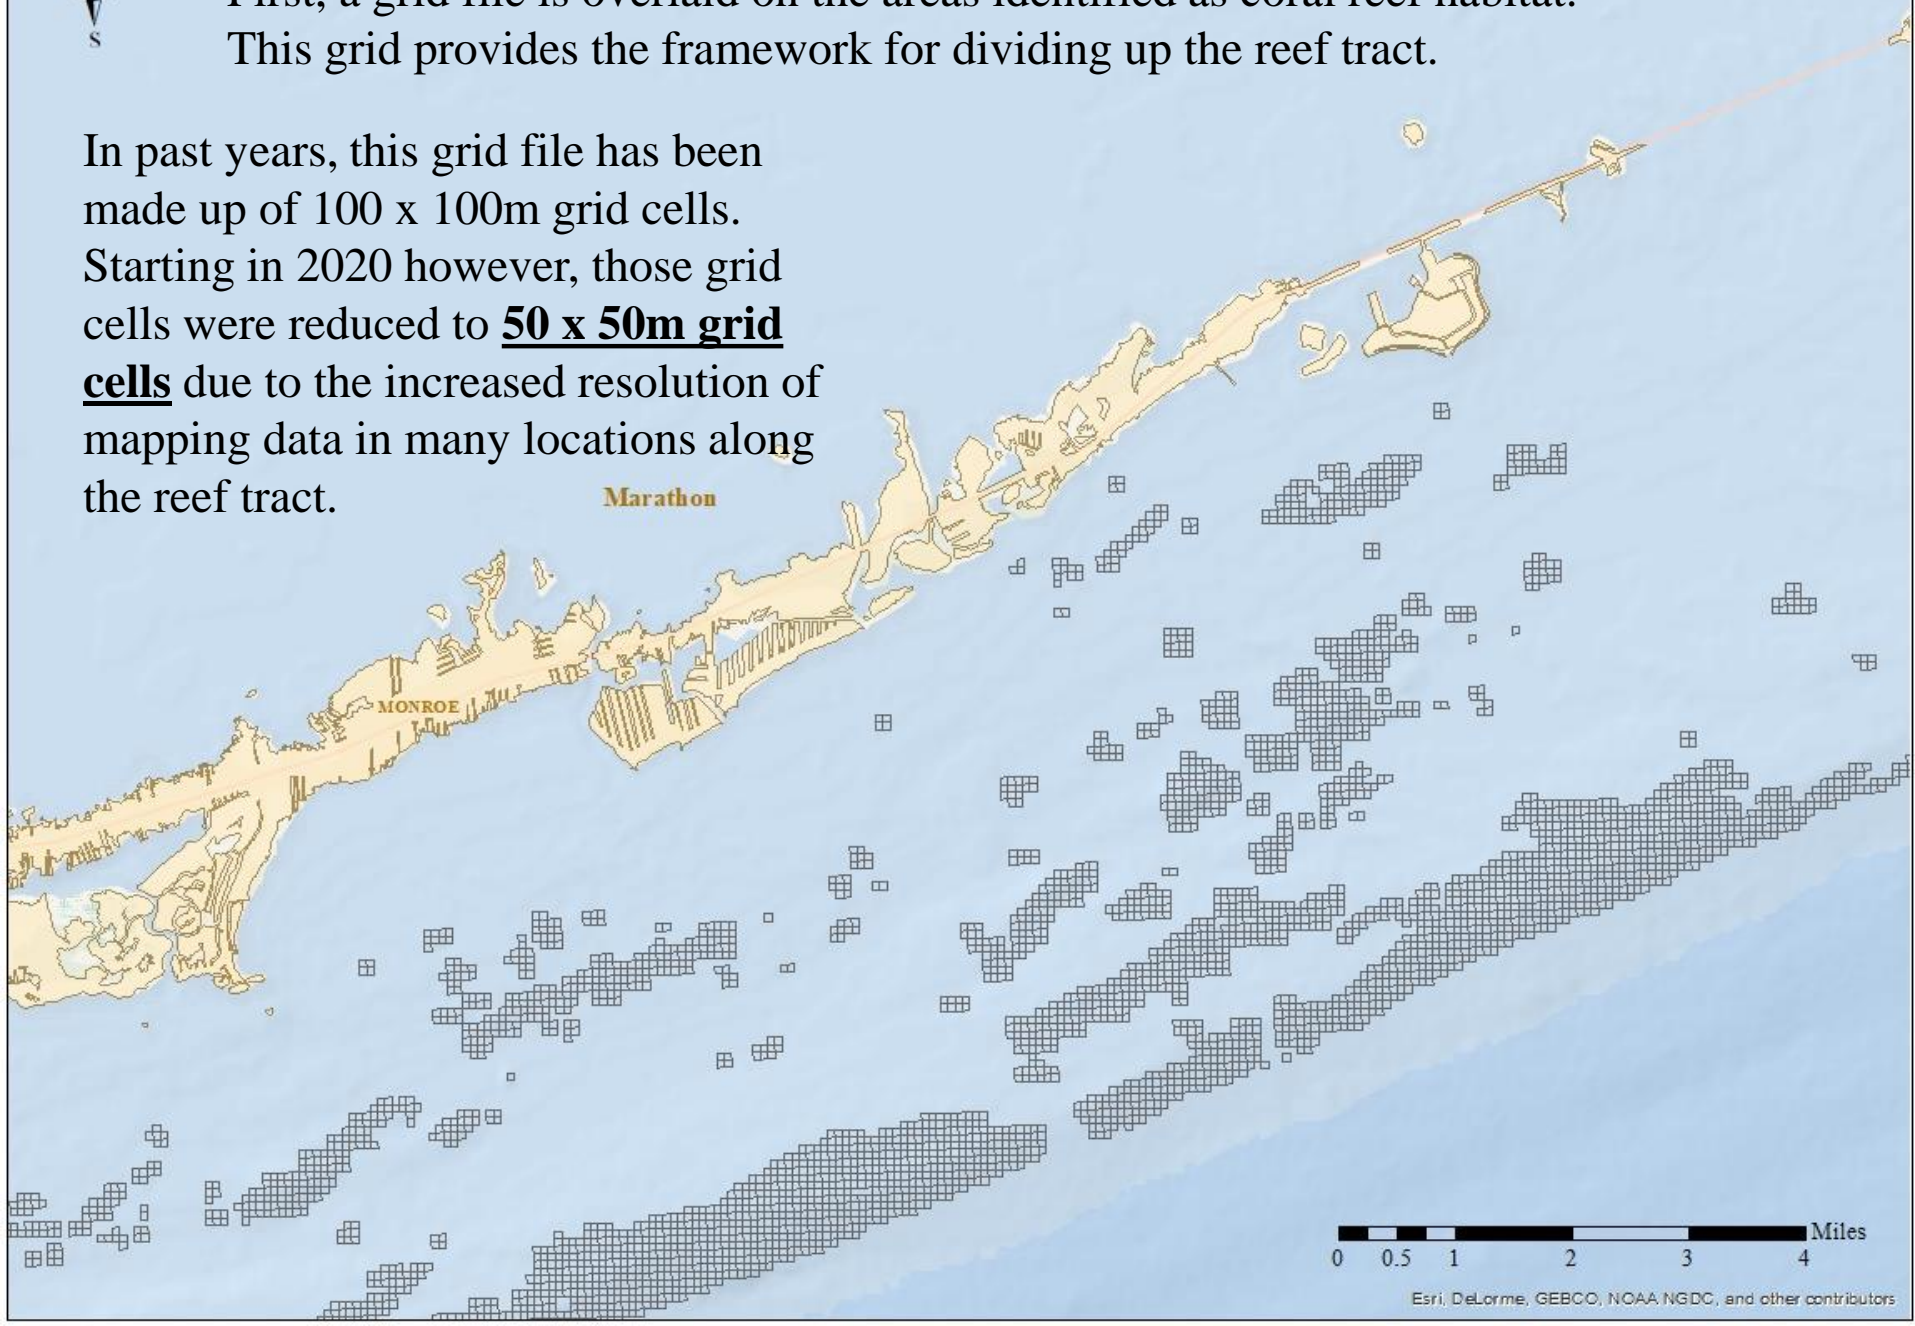 First, a grid file is overlaid on the areas identified as coral reef habitat.
S
This grid provides the framework for dividing up the reef tract.
In past years, this grid file has been
made up of 100 x 100m grid cells.
Starting in 2020 however, those grid
cells were reduced to 50 x 50m grid
cells due to the increased resolution of
mapping data in many locations along
the reef tract.
Marathon
MONROE
Miles
0 0.5 1 2 3 4
Esri, DeLorme, GEBCO, NOAA NGDC, and other contributors